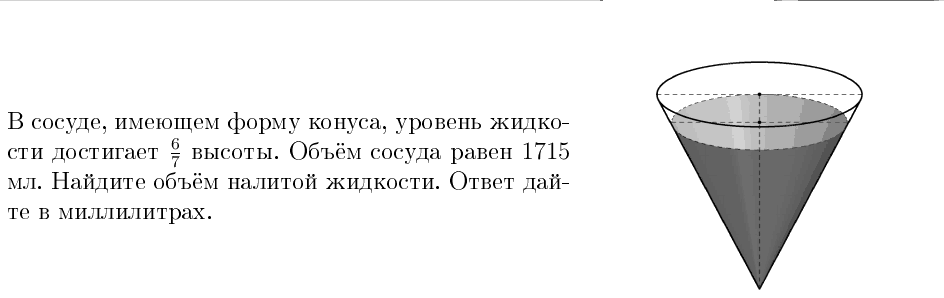 В сосуде, имеющем форму конуса, уровень жидко-
сти достигает 6/7 высоты. Объём сосуда равен 1715
мл. Найдите объём налитой жидкости. Ответ дай-
те в миллилитрах.